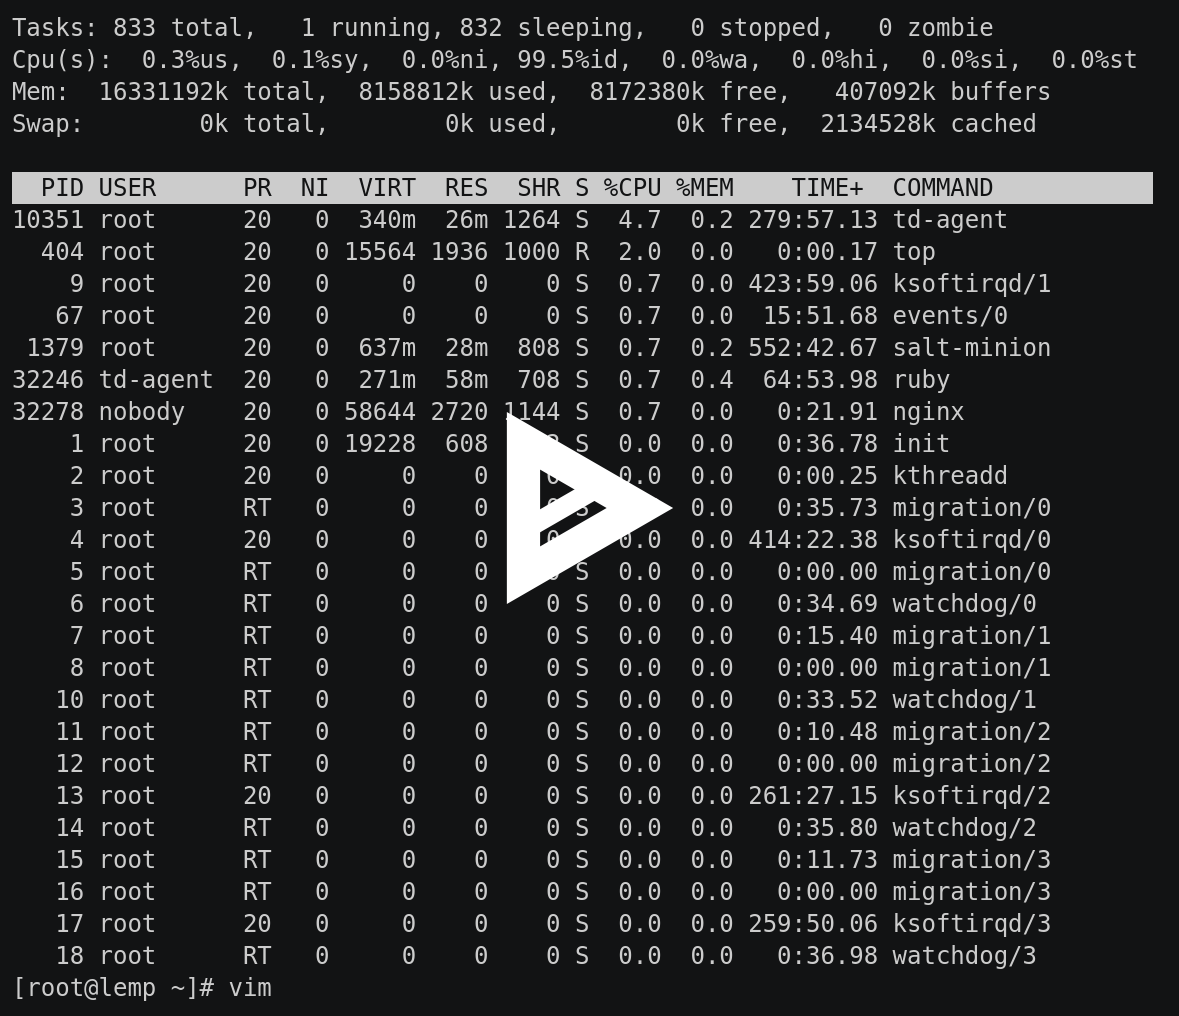 Tasks: 833 total,   1 running, 832 sleeping,   0 stopped,   0 zombie
Cpu(s):  0.3%us,  0.1%sy,  0.0%ni, 99.5%id,  0.0%wa,  0.0%hi,  0.0%si,  0.0%st
Mem:  16331192k total,  8158812k used,  8172380k free,   407092k buffers
Swap:        0k total,        0k used,        0k free,  2134528k cached
  PID USER      PR  NI  VIRT  RES  SHR S %CPU %MEM    TIME+  COMMAND
10351 root      20   0  340m  26m 1264 S  4.7  0.2 279:57.13 td-agent
  404 root      20   0 15564 1936 1000 R  2.0  0.0   0:00.17 top
    9 root      20   0     0    0    0 S  0.7  0.0 423:59.06 ksoftirqd/1
   67 root      20   0     0    0    0 S  0.7  0.0  15:51.68 events/0
 1379 root      20   0  637m  28m  808 S  0.7  0.2 552:42.67 salt-minion
32246 td-agent  20   0  271m  58m  708 S  0.7  0.4  64:53.98 ruby
32278 nobody    20   0 58644 2720 1144 S  0.7  0.0   0:21.91 nginx
    1 root      20   0 19228  608      S  0.0  0.0   0:36.78 init
    2 root      20   0     0    0    0   0.0  0.0   0:00.25 kthreadd
    3 root      RT   0     0    0      S       0.0   0:35.73 migration/0
    4 root      20   0     0    0    0   0.0  0.0 414:22.38 ksoftirqd/0
    5 root      RT   0     0    0    0 S  0.0  0.0   0:00.00 migration/0
    6 root      RT   0     0    0    0 S  0.0  0.0   0:34.69 watchdog/0
    7 root      RT   0     0    0    0 S  0.0  0.0   0:15.40 migration/1
    8 root      RT   0     0    0    0 S  0.0  0.0   0:00.00 migration/1
   10 root      RT   0     0    0    0 S  0.0  0.0   0:33.52 watchdog/1
   11 root      RT   0     0    0    0 S  0.0  0.0   0:10.48 migration/2
   12 root      RT   0     0    0    0 S  0.0  0.0   0:00.00 migration/2
   13 root      20   0     0    0    0 S  0.0  0.0 261:27.15 ksoftirqd/2
   14 root      RT   0     0    0    0 S  0.0  0.0   0:35.80 watchdog/2
   15 root      RT   0     0    0    0 S  0.0  0.0   0:11.73 migration/3
   16 root      RT   0     0    0    0 S  0.0  0.0   0:00.00 migration/3
   17 root      20   0     0    0    0 S  0.0  0.0 259:50.06 ksoftirqd/3
   18 root      RT   0     0    0    0 S  0.0  0.0   0:36.98 watchdog/3
[root@lemp ~]# vim